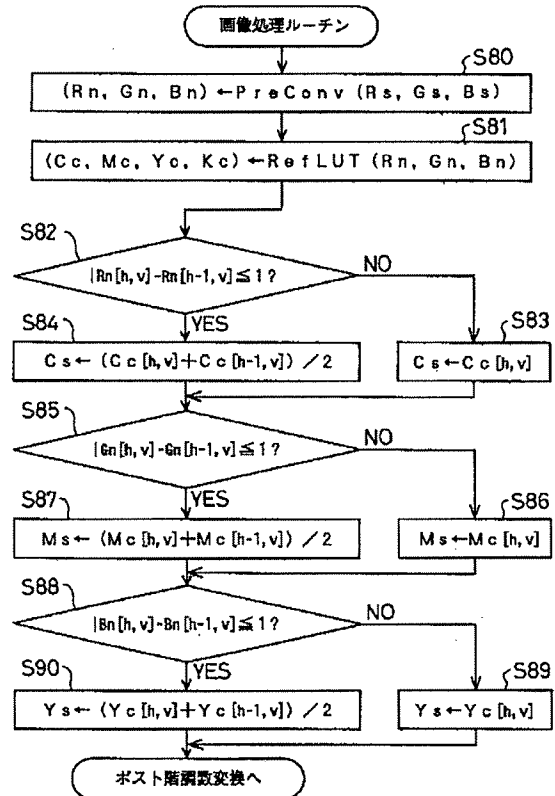 画像処理ルーチン
S80
(Rn, Gn, Bn) ←PreConv (Rs, Gs, Bs)
S81
(Cc, Mc, Yc, Kc) ←RefLUT (Rn, Gn, Bn)
S82
|Rn[h,v]-Rn[h-1,v]≦1?
NO
YES
S84
S83
Cs← (Cc[h,v]+Cc[h-1,v]) /2
Cs←Cc[h,v]
S85
|Gn[h,v]-Gn[h-1,v]≦1?
NO
YES
S87
S86
Ms← (Mc[h,v]+Mc[h-1,v]) /2
Ms←Mc[h,v]
S88
|Bn[h,v]-Bn[h-1,v]≦1?
NO
YES
S90
S89
Ys← (Yc[h,v]+Yc[h-1,v]) /2
Ys←Yc[h,v]
ポスト階調数変換へ